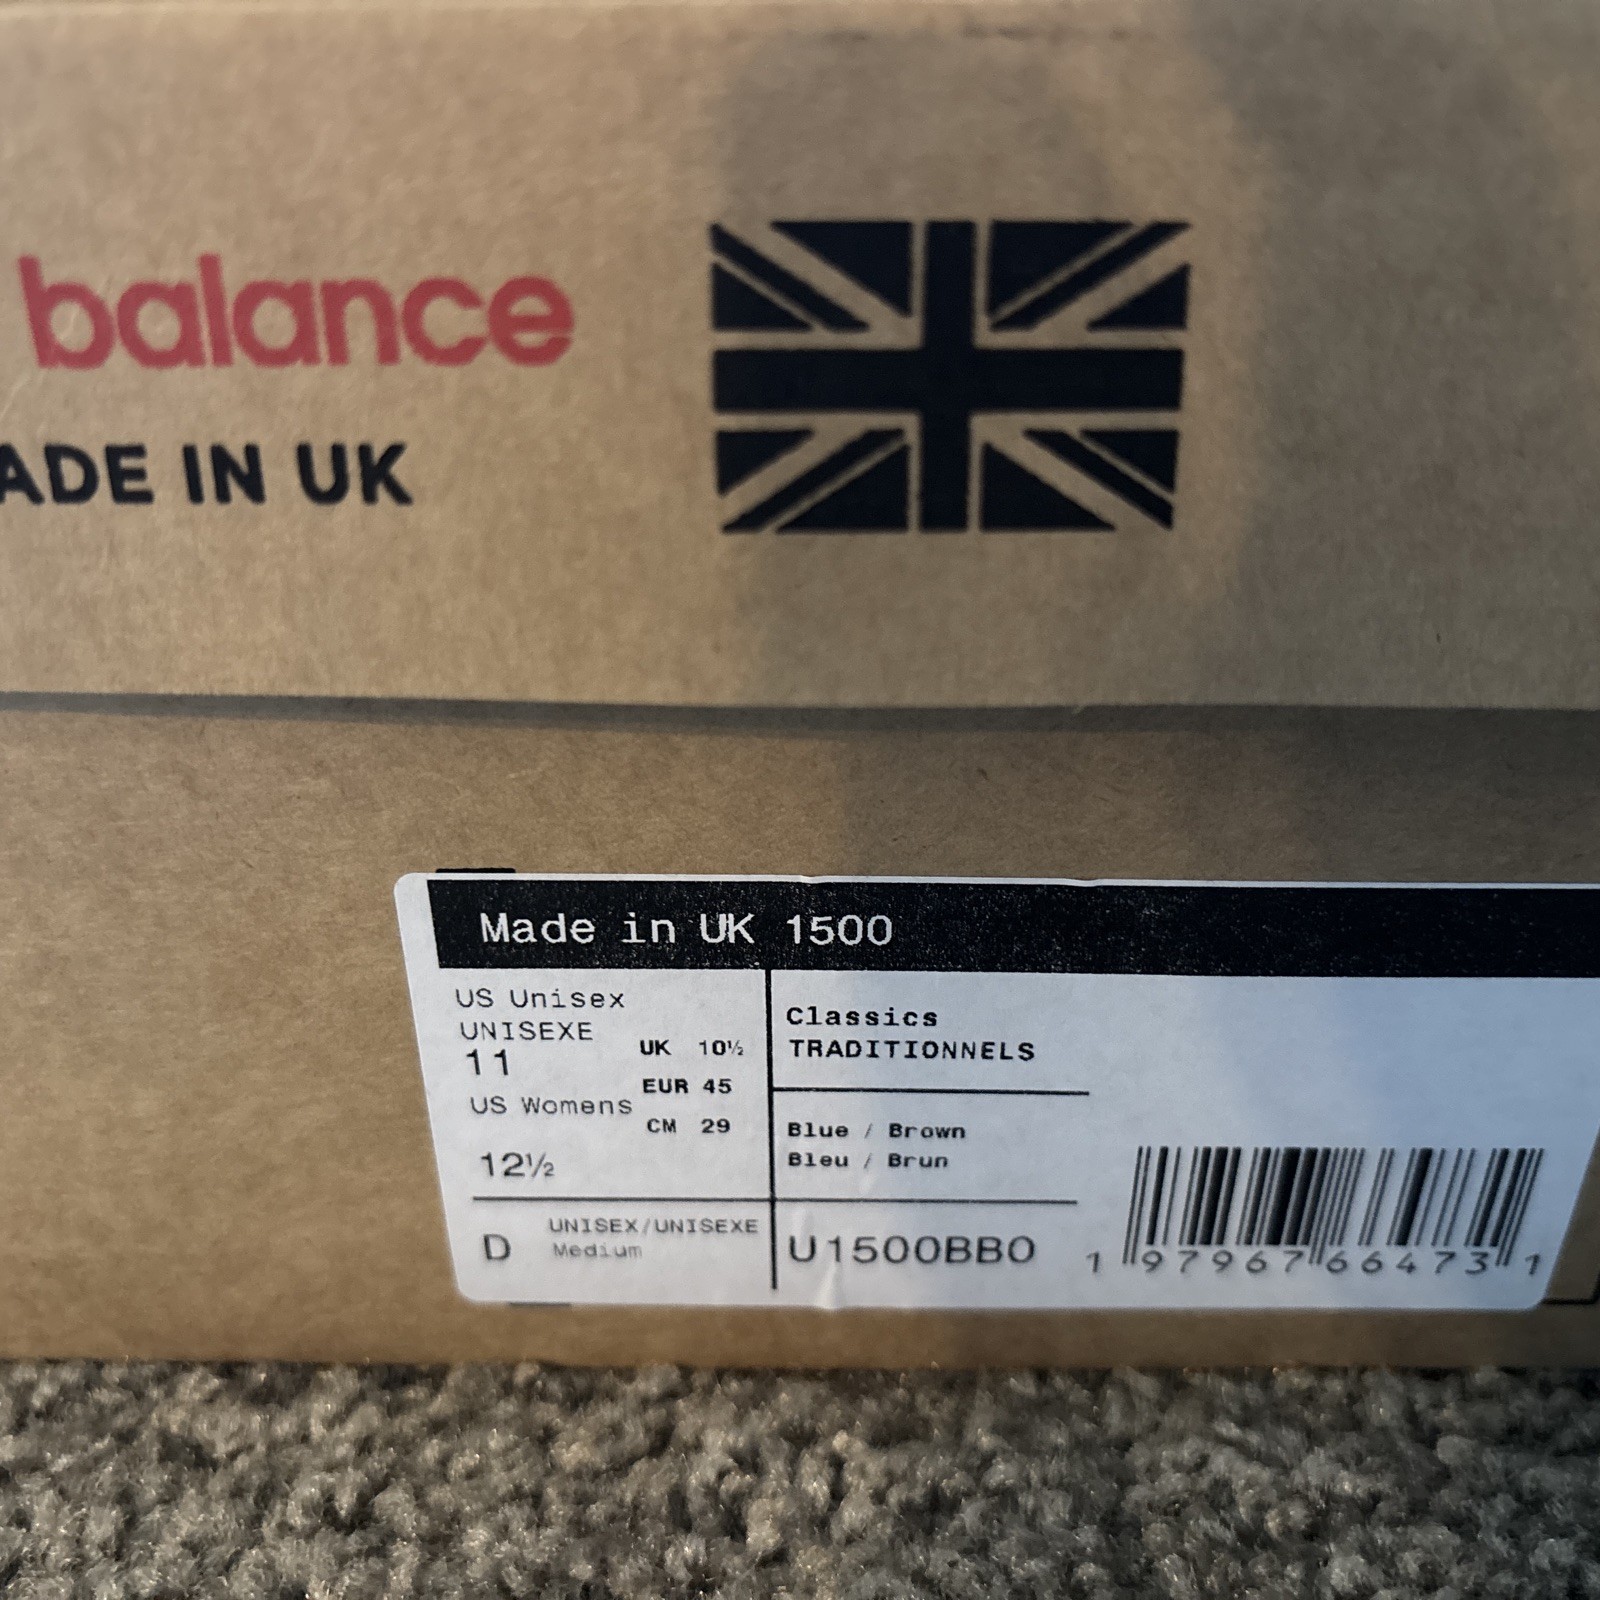 balance
ADE IN UK
Made in UK 1500
US Unisex
UNISEXE
11
US Womens
12½
UK 10½
EUR 45
CM 29
Classics
TRADITIONNELS
Blue / Brown
Bleu / Brun
D
UNISEX/UNISEXE
Medium
U1500BBO
1 97967 66473 1